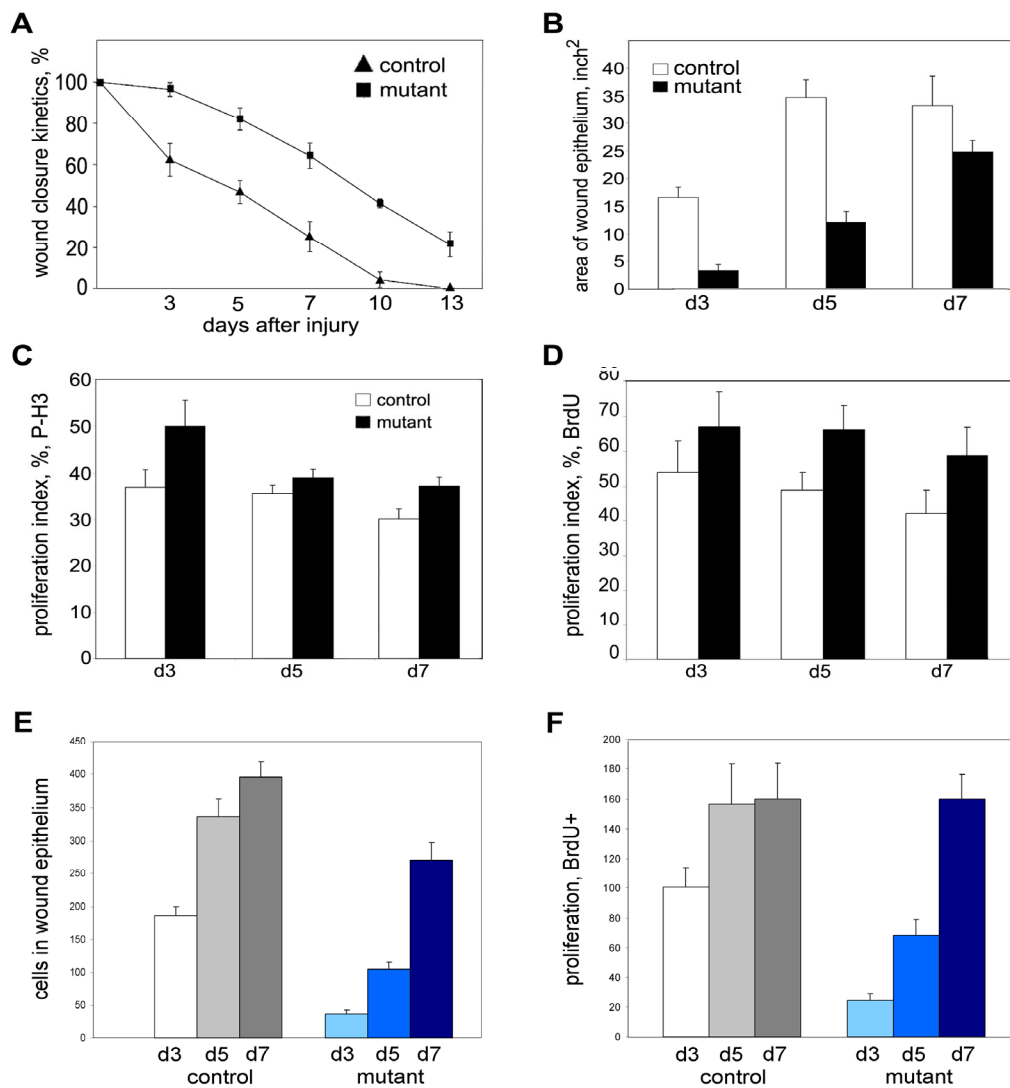 A
wound closure kinetics, %
100
80
60
40
20
0
control
mutant
3 5 7 10 13
days after injury
B
area of wound epithelium, inch²
40
35
30
25
20
15
10
5
0
control
mutant
d3 d5 d7
C
proliferation index, %, P-H3
60
50
40
30
20
10
0
control
mutant
d3 d5 d7
D
proliferation index, %, BrdU
80
70
60
50
40
30
20
10
0
d3 d5 d7
E
cells in wound epithelium
450
400
350
300
250
200
150
100
50
0
d3 d5 d7 d3 d5 d7
control mutant
F
proliferation, BrdU+
200
180
160
140
120
100
80
60
40
20
0
d3 d5 d7 d3 d5 d7
control mutant